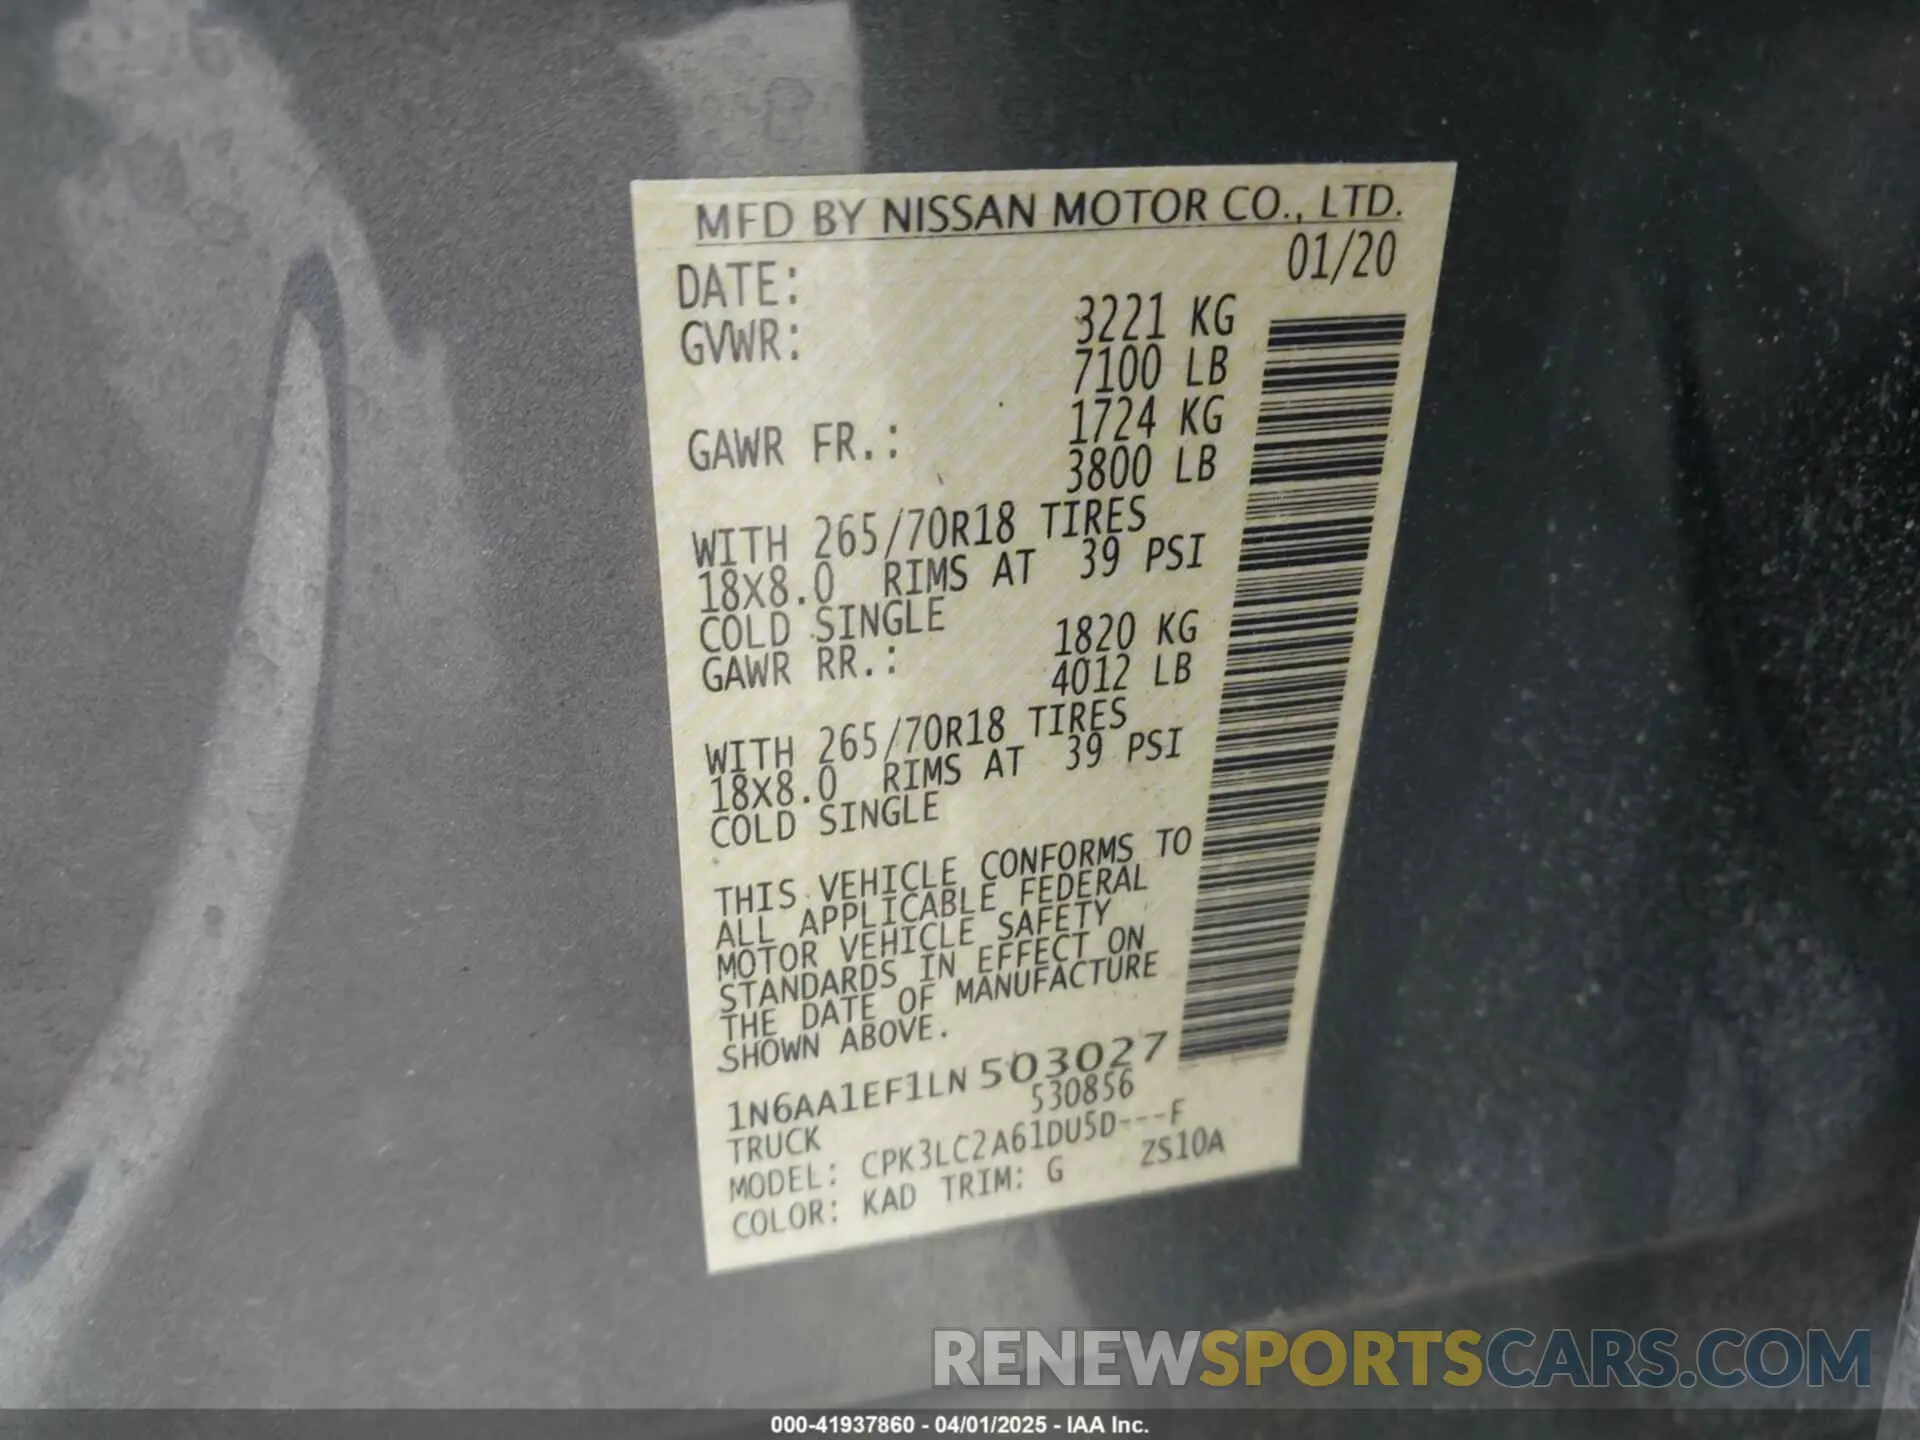 MFD BY NISSAN MOTOR CO., LTD.
DATE: 01/20
GVWR: 3221 KG
7100 LB
GAWR FR.: 1724 KG
3800 LB
WITH 265/70R18 TIRES
18X8.0 RIMS AT 39 PSI
COLD SINGLE
GAWR RR.: 1820 KG
4012 LB
WITH 265/70R18 TIRES
18X8.0 RIMS AT 39 PSI
COLD SINGLE
THIS VEHICLE CONFORMS TO
ALL APPLICABLE FEDERAL
MOTOR VEHICLE SAFETY
STANDARDS IN EFFECT ON
THE DATE OF MANUFACTURE
SHOWN ABOVE.
1N6AA1EF1LN503027
TRUCK 530856
MODEL: CPK3LC2A61DU5D---F
COLOR: KAD TRIM: G ZS10A
RENEWSPORTSCARS.COM
000-41937860 - 04/01/2025 - IAA Inc.